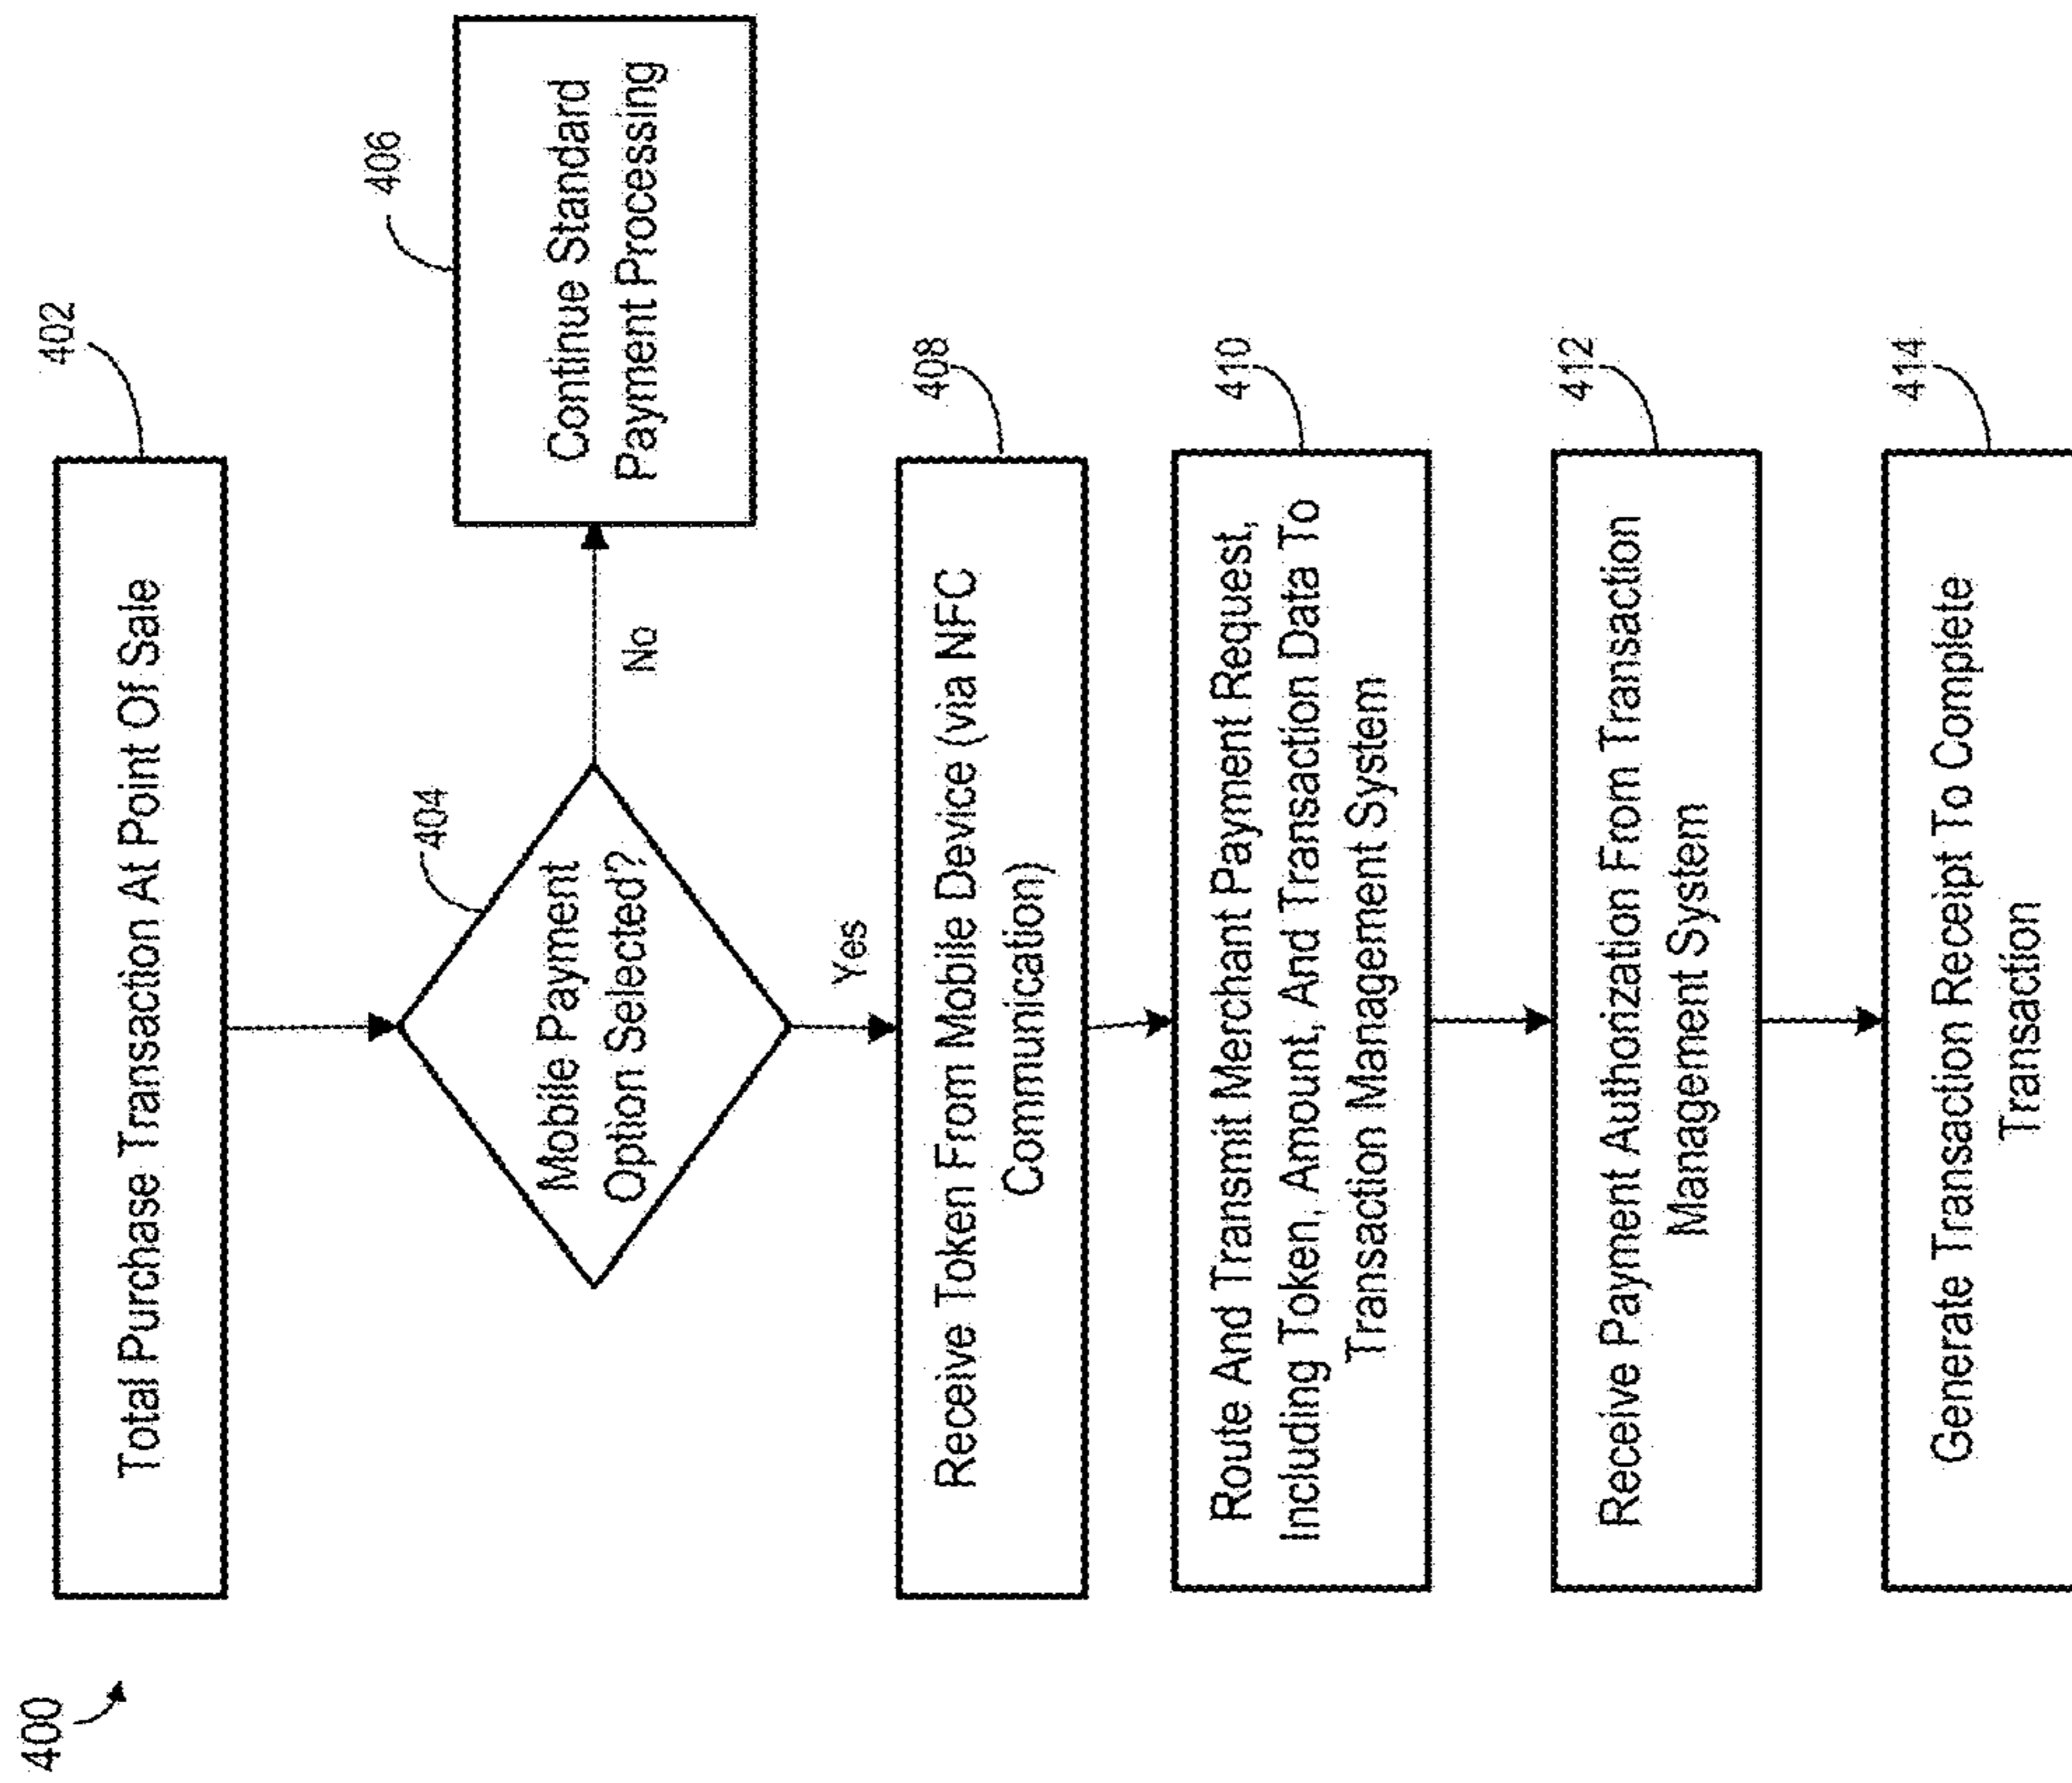 400
402
Total Purchase Transaction At Point Of Sale
404
Mobile Payment
Option Selected?
No
406
Continue Standard
Payment Processing
Yes
408
Receive Token From Mobile Device (via NFC
Communication)
410
Route And Transmit Merchant Payment Request,
Including Token, Amount, And Transaction Data To
Transaction Management System
412
Receive Payment Authorization From Transaction
Management System
414
Generate Transaction Receipt To Complete
Transaction